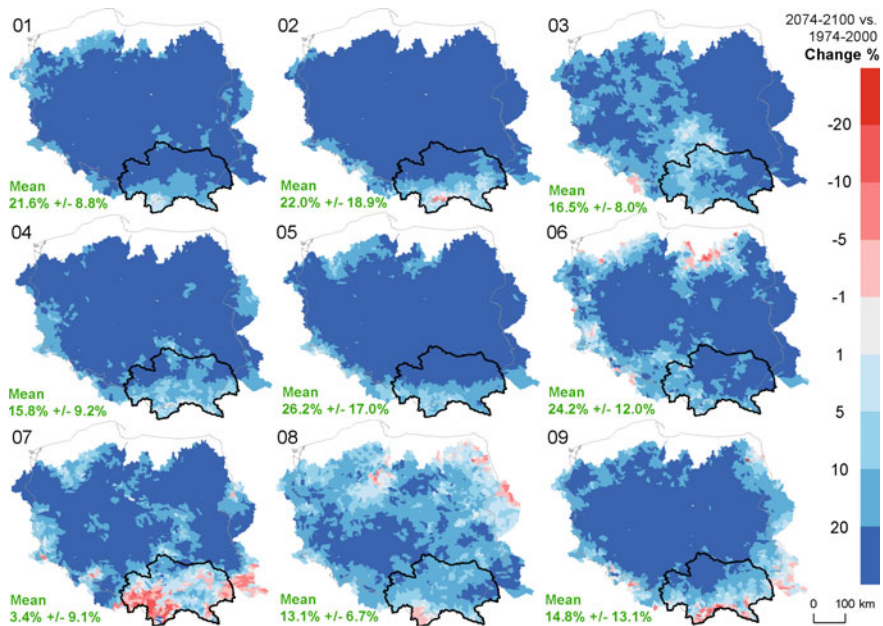 01
02
03
2074-2100 vs.
1974-2000
Change %
-20
-10
-5
-1
1
5
10
20
Mean
21.6% +/- 8.8%
Mean
22.0% +/- 18.9%
Mean
16.5% +/- 8.0%
04
05
06
Mean
15.8% +/- 9.2%
Mean
26.2% +/- 17.0%
Mean
24.2% +/- 12.0%
07
08
09
Mean
3.4% +/- 9.1%
Mean
13.1% +/- 6.7%
Mean
14.8% +/- 13.1%
0 100 km